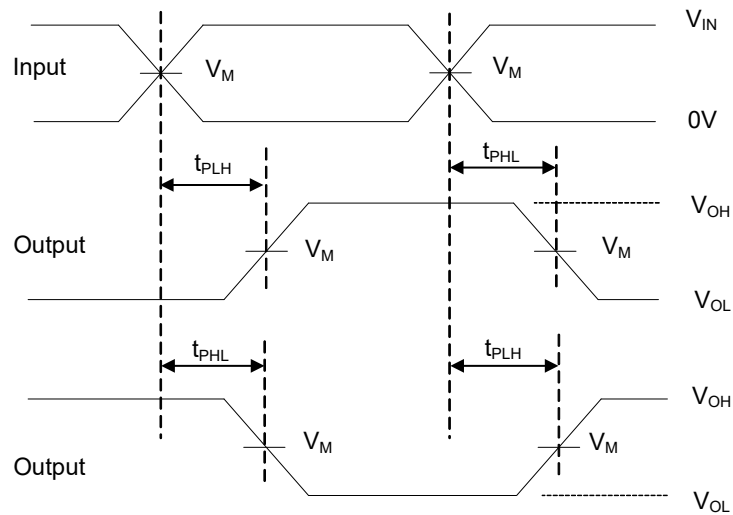 V_IN
Input
V_M
V_M
0V
t_PLH
t_PHL
V_OH
Output
V_M
V_M
V_OL
t_PHL
t_PLH
V_OH
V_M
V_M
Output
V_OL